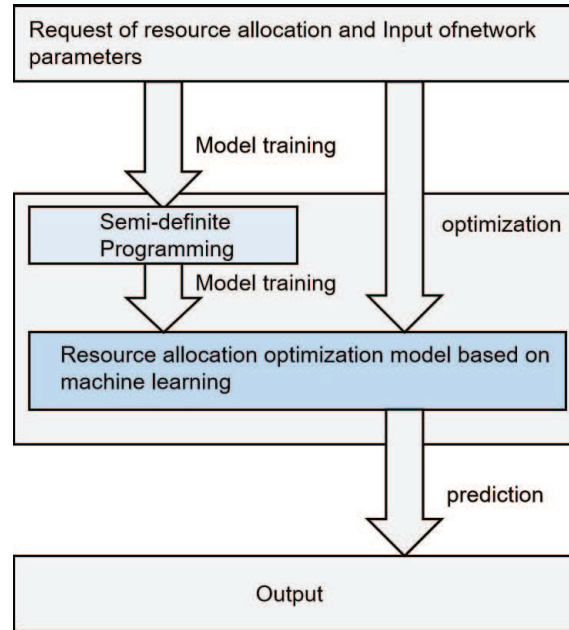 Request of resource allocation and Input ofnetwork
parameters
Model training
Semi-definite
Programming
optimization
Model training
Resource allocation optimization model based on
machine learning
prediction
Output